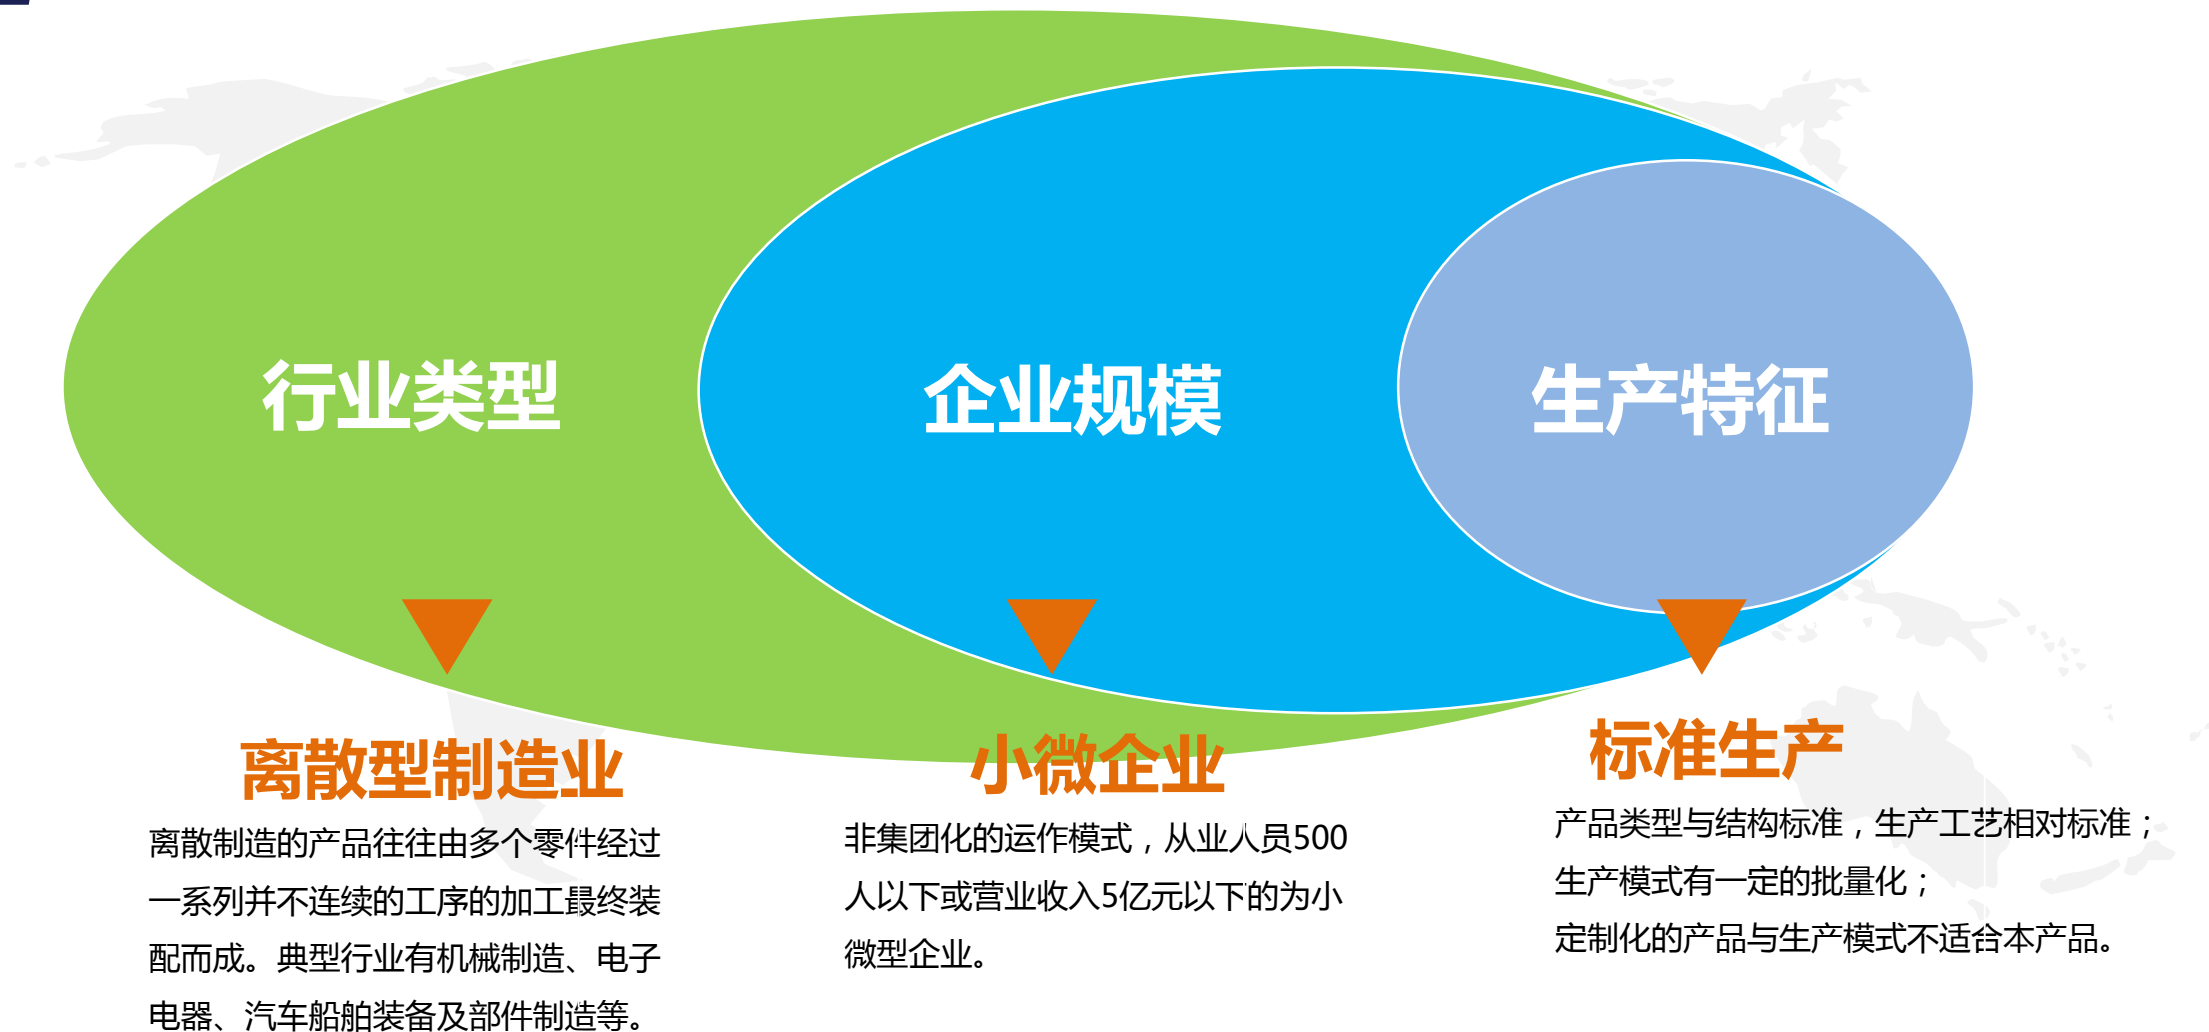 行业类型
企业规模
生产特征
离散型制造业
离散制造的产品往往由多个零件经过
一系列并不连续的工序的加工最终装
配而成。典型行业有机械制造、电子
电器、汽车船舶装备及部件制造等。
小微企业
非集团化的运作模式，从业人员500
人以下或营业收入5亿元以下的为小
微型企业。
标准生产
产品类型与结构标准，生产工艺相对标准；
生产模式有一定的批量化；
定制化的产品与生产模式不适合本产品。